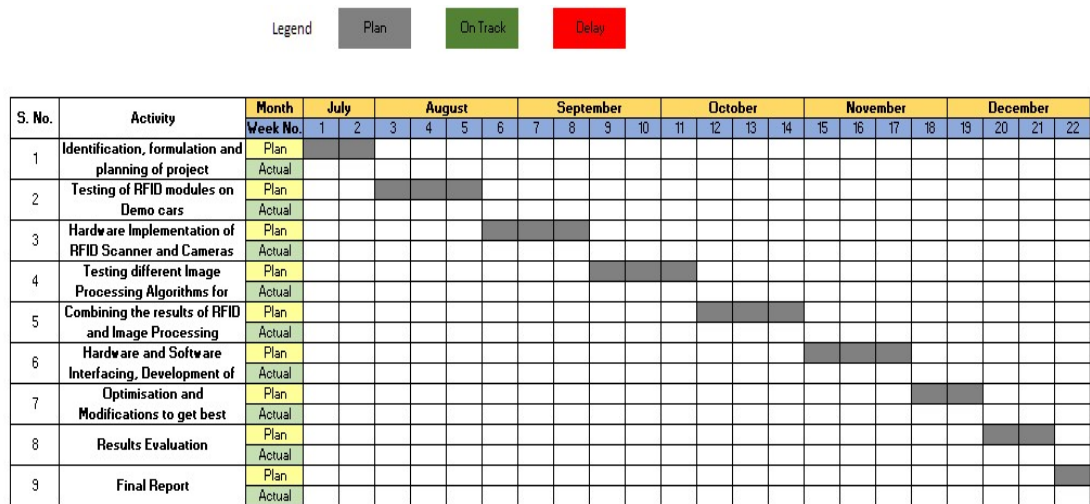 Legend Plan On Track Delay
S. No. Activity Month July August September October November December
Week No. 1 2 3 4 5 6 7 8 9 10 11 12 13 14 15 16 17 18 19 20 21 22
1 Identification, formulation and Plan
planning of project Actual
2 Testing of RFID modules on Plan
Demo cars Actual
3 Hardware Implementation of Plan
RFID Scanner and Cameras Actual
4 Testing different Image Plan
Processing Algorithms for Actual
5 Combining the results of RFID Plan
and Image Processing Actual
6 Hardware and Software Plan
Interfacing, Development of Actual
7 Optimisation and Plan
Modifications to get best Actual
8 Results Evaluation Plan
Actual
9 Final Report Plan
Actual